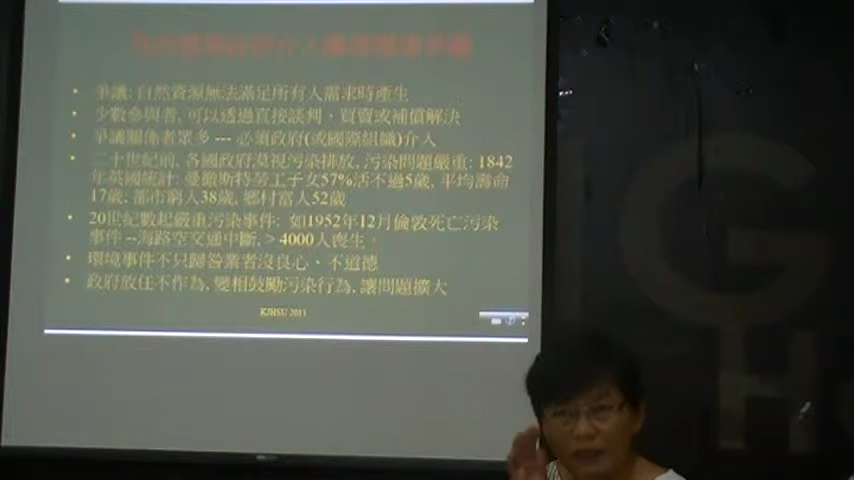 爭議: 自然資源無法滿足所有人需求時產生
少數參與者, 可以透過直接談判、買賣或補償解決
爭議關係者眾多 --- 必須政府(或國際組織)介入
二十世紀前, 各國政府漠視污染排放, 污染問題嚴重: 1842
年英國統計: 曼徹斯特勞工子女57%活不過5歲, 平均壽命
17歲; 都市窮人38歲, 鄉村富人52歲
20世紀數起嚴重污染事件: 如1952年12月倫敦死亡污染
事件 --海陸空交通中斷, > 4000人喪生。
環境事件不只歸咎業者沒良心、不道德
政府放任不作為, 變相鼓勵污染行為, 讓問題擴大
KJHSU 2011
G
H